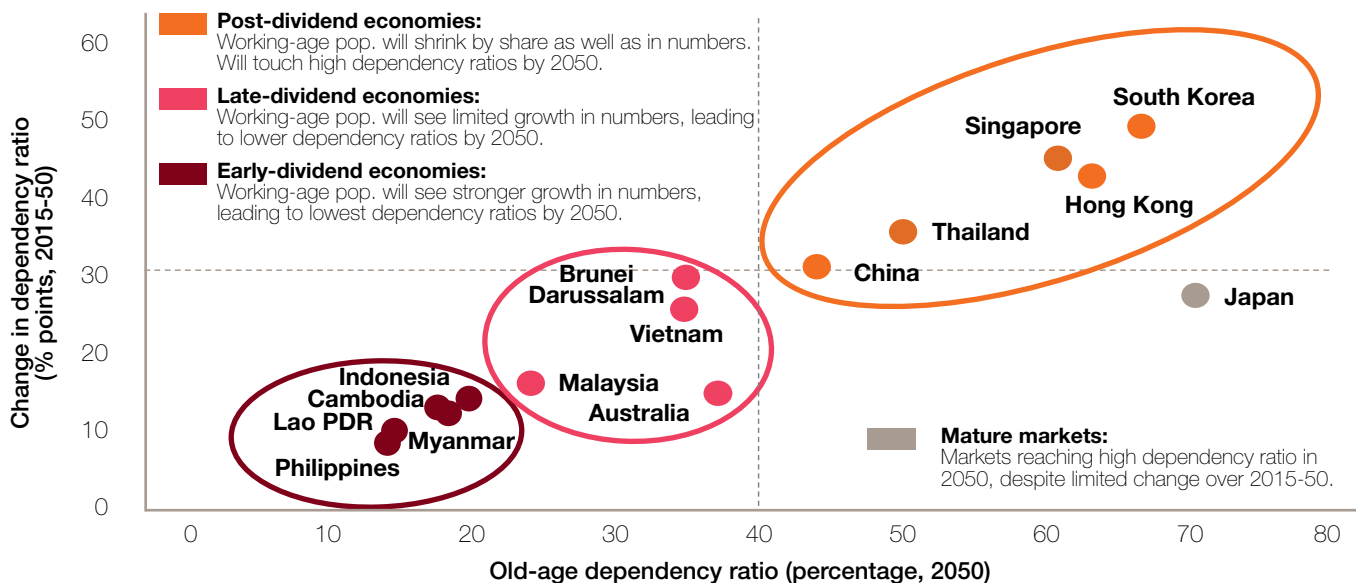 Post-dividend economies:
Working-age pop. will shrink by share as well as in numbers.
Will touch high dependency ratios by 2050.
Late-dividend economies:
Working-age pop. will see limited growth in numbers, leading
to lower dependency ratios by 2050.
Early-dividend economies:
Working-age pop. will see stronger growth in numbers,
leading to lowest dependency ratios by 2050.
Change in dependency ratio
(% points, 2015-50)
60
50
40
30
20
10
0
South Korea
Singapore
Hong Kong
Thailand
China
Japan
Brunei
Darussalam
Vietnam
Malaysia
Australia
Indonesia
Cambodia
Lao PDR
Myanmar
Philippines
Mature markets:
Markets reaching high dependency ratio in
2050, despite limited change over 2015-50.
0 10 20 30 40 50 60 70 80
Old-age dependency ratio (percentage, 2050)